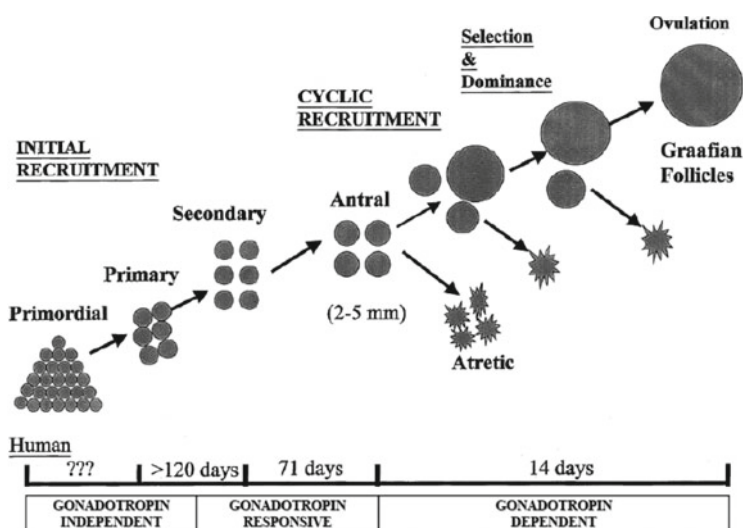 Ovulation
Selection
&
Dominance
CYCLIC
RECRUITMENT
INITIAL
RECRUITMENT
Graafian
Follicles
Antral
Secondary
Primary
Primordial
(2-5 mm)
Atretic
Human
???
>120 days
71 days
14 days
GONADOTROPIN
INDEPENDENT
GONADOTROPIN
RESPONSIVE
GONADOTROPIN
DEPENDENT